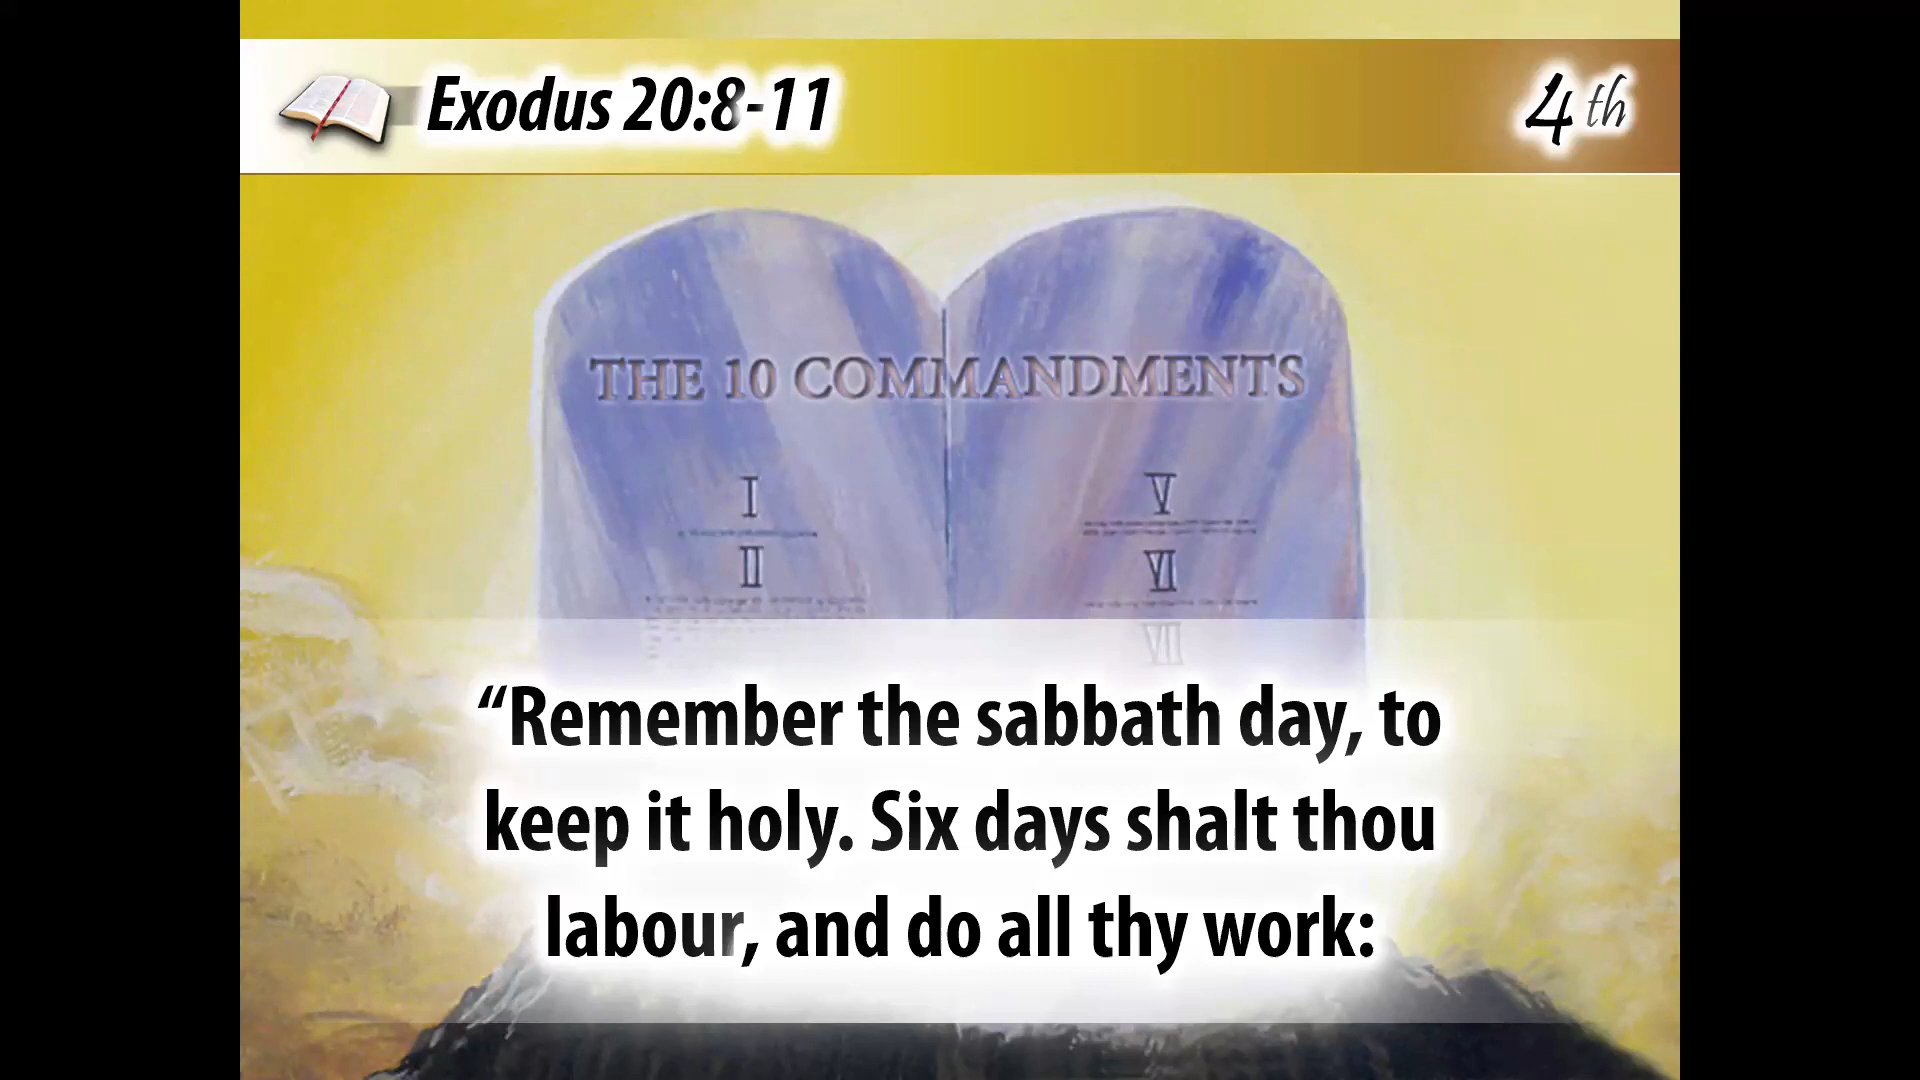 Exodus 20:8-11
4th
THE 10 COMMANDMENTS
I
V
II
VI
VII
“Remember the sabbath day, to
keep it holy. Six days shalt thou
labour, and do all thy work: